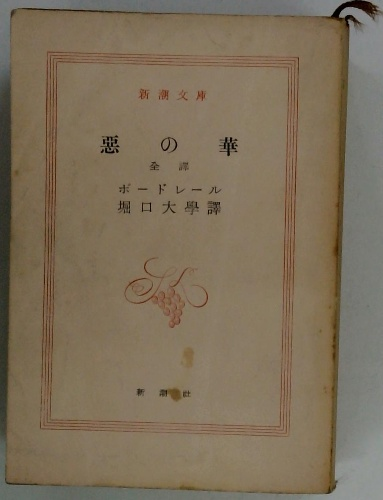 新潮文庫
惡の華
全譯
ボードレール
堀口大學譯
新潮社